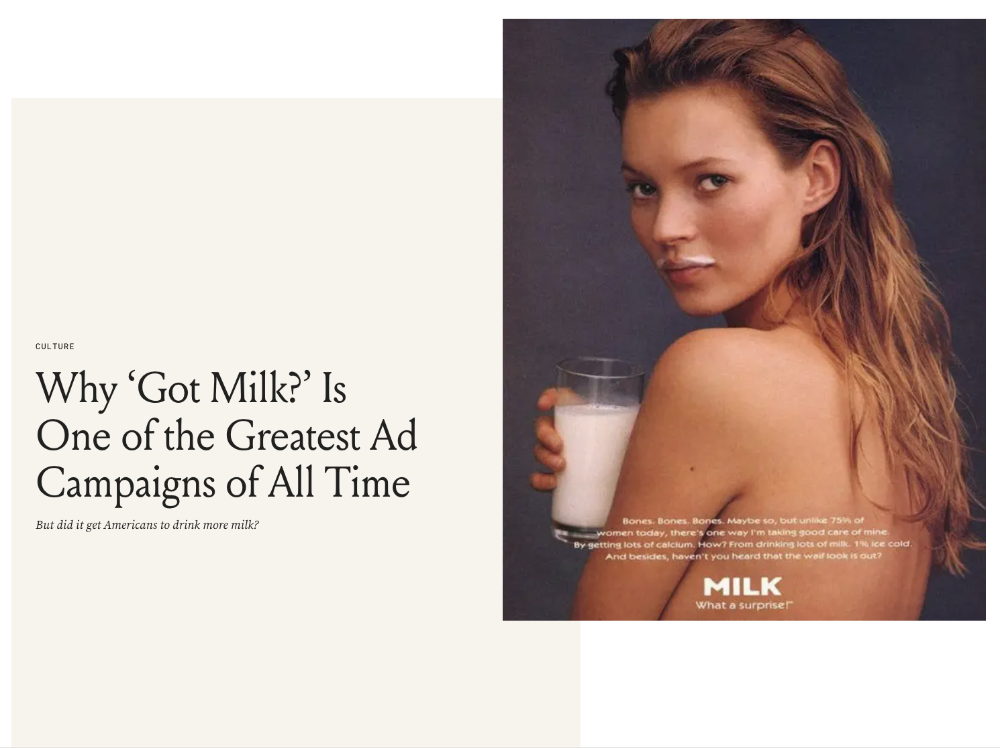 CULTURE
Why ‘Got Milk?’ Is
One of the Greatest Ad
Campaigns of All Time
But did it get Americans to drink more milk?
Bones. Bones. Bones. Maybe so, but unlike 75% of
women today, there's one way I'm taking good care of mine.
By getting lots of calcium. How? From drinking lots of milk. 1% ice cold.
And besides, haven't you heard that the waif look is out?
MILK
What a surprise!™